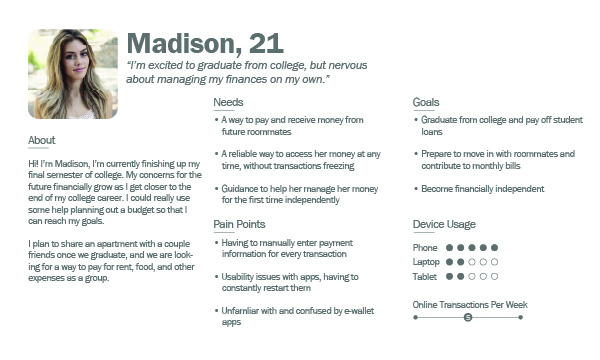 Madison, 21
“I’m excited to graduate from college, but nervous
about managing my finances on my own.”
About
Hi! I’m Madison, I’m currently finishing up my
final semester of college. My concerns for the
future financially grow as I get closer to the
end of my college career. I could really use
some help planning out a budget so that I
can reach my goals.
I plan to share an apartment with a couple
friends once we graduate, and we are look-
ing for a way to pay for rent, food, and other
expenses as a group.
Needs
• A way to pay and receive money from
future roommates
• A reliable way to access her money at any
time, without transactions freezing
• Guidance to help her manage her money
for the first time independently
Pain Points
• Having to manually enter payment
information for every transaction
• Usability issues with apps, having to
constantly restart them
• Unfamliar with and confused by e-wallet
apps
Goals
• Graduate from college and pay off student
loans
• Prepare to move in with roommates and
contribute to monthly bills
• Become financially independent
Device Usage
Phone
Laptop
Tablet
Online Transactions Per Week
5